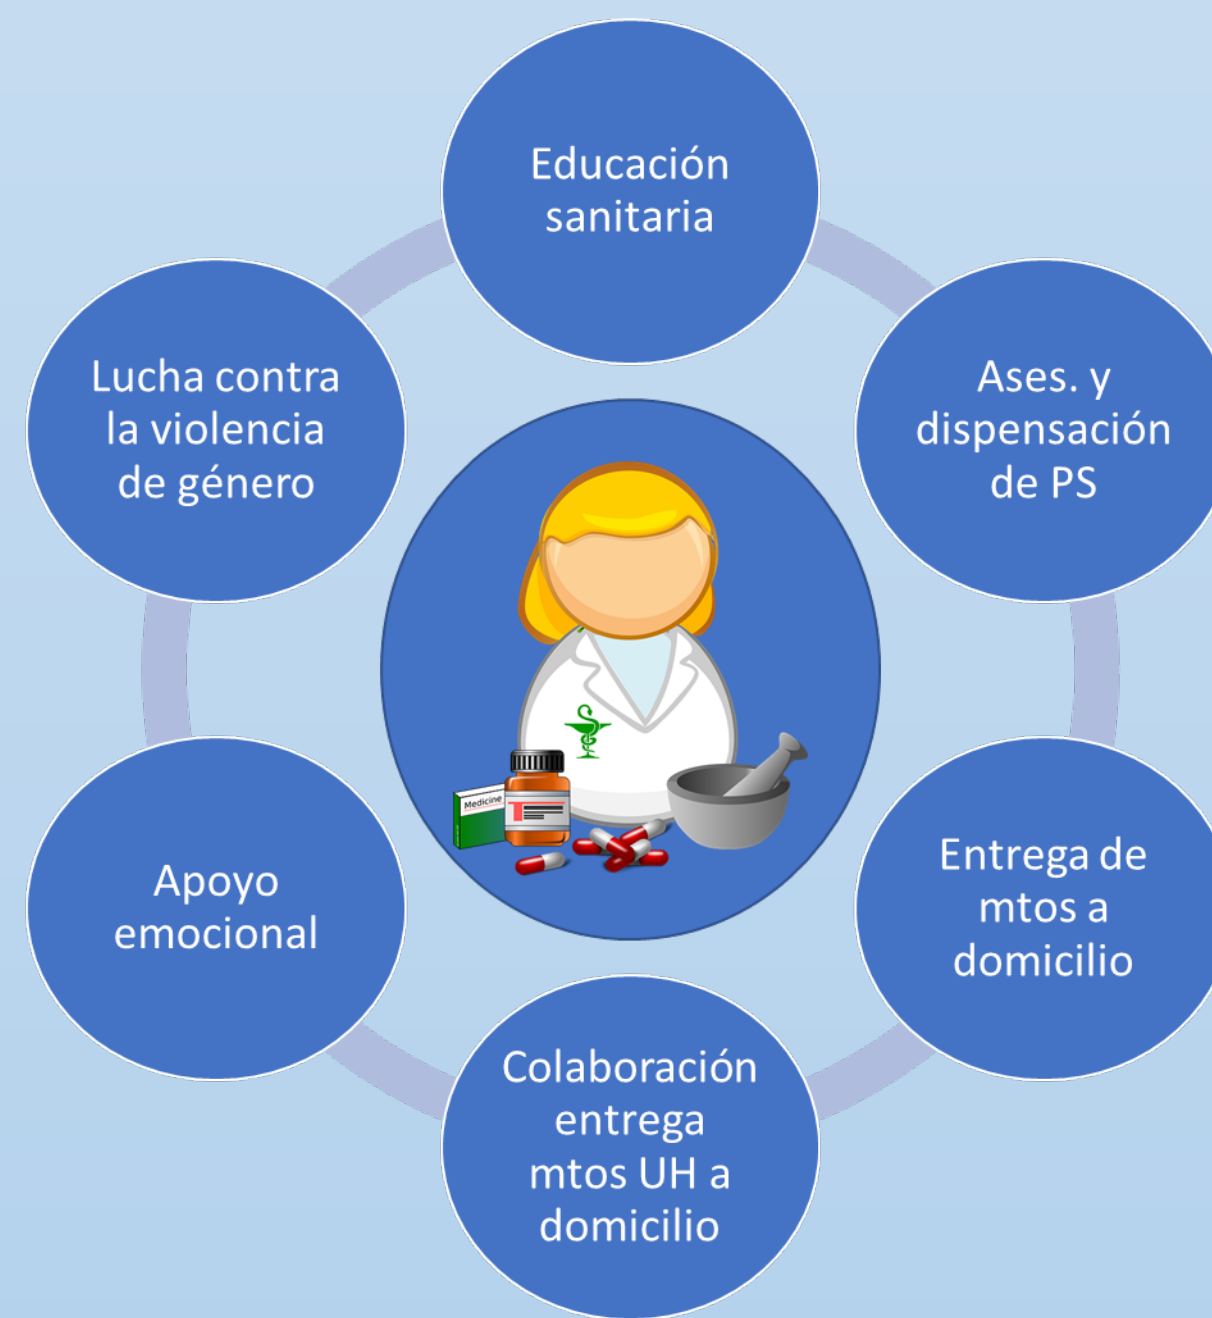 Educación
sanitaria
Ases. y
dispensación
de PS
Entrega de
mtos a
domicilio
Colaboración
entrega
mtos UH a
domicilio
Apoyo
emocional
Lucha contra
la violencia
de género
Medicine